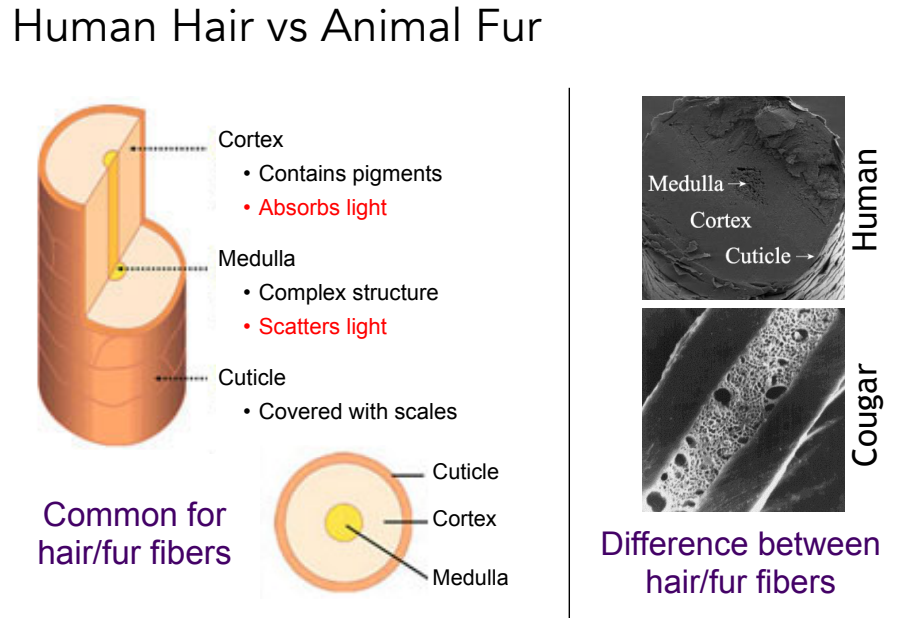 Human Hair vs Animal Fur
Cortex
• Contains pigments
• Absorbs light
Medulla
• Complex structure
• Scatters light
Cuticle
• Covered with scales
Cuticle
Cortex
Medulla
Common for
hair/fur fibers
Medulla
Cortex
Cuticle
Human
Cougar
Difference between
hair/fur fibers